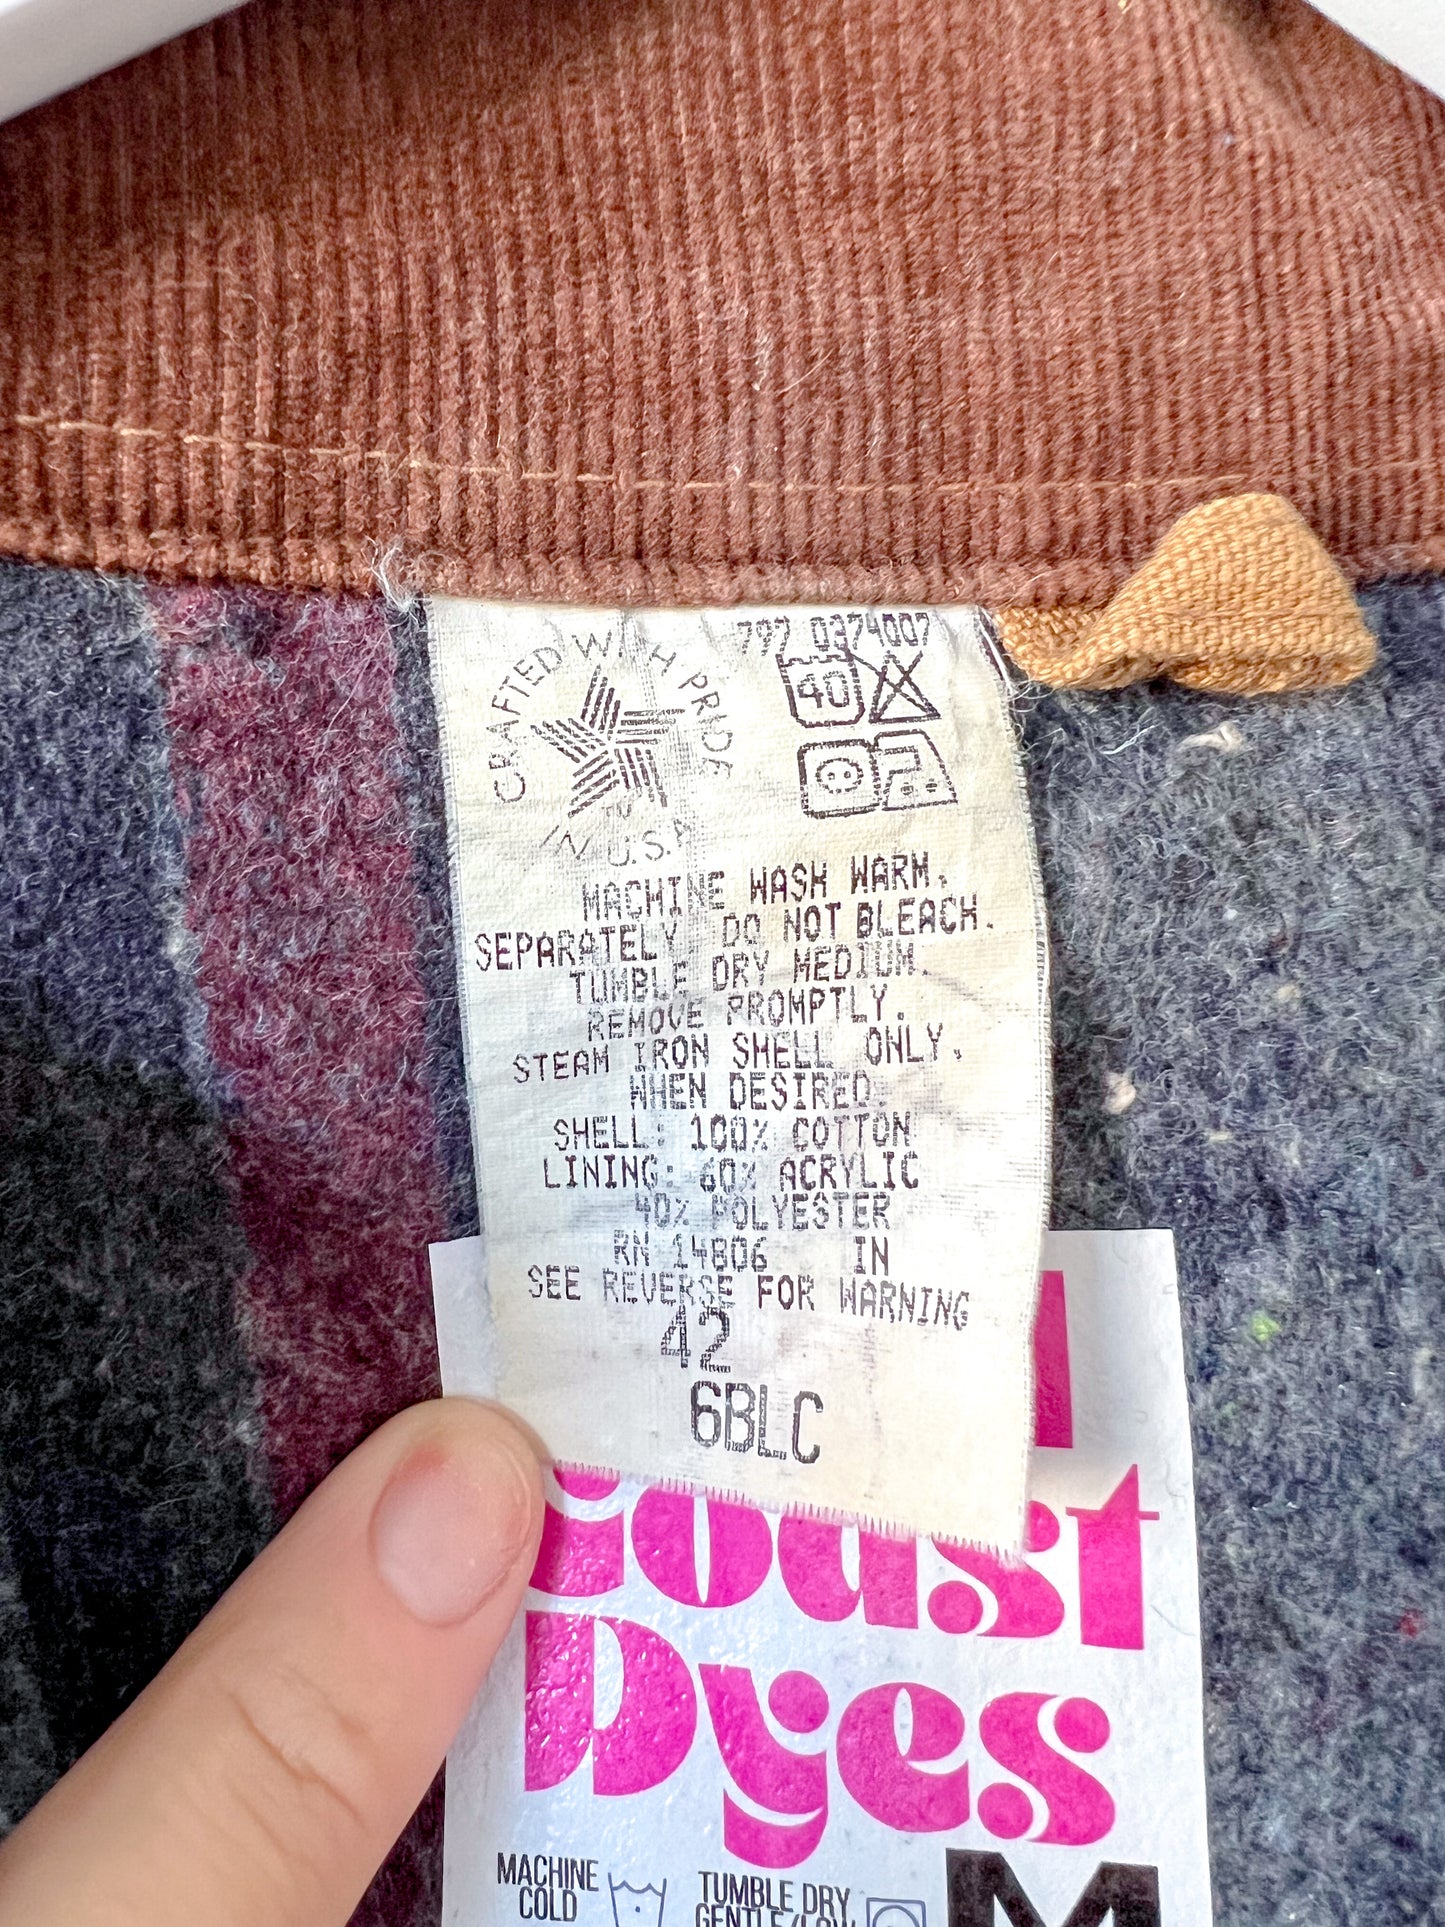 797 0374007
CRAFTED WITH PRIDE
IN U.S.A
40
MACHINE WASH WARM.
SEPARATELY DO NOT BLEACH.
TUMBLE DRY MEDIUM.
REMOVE PROMPTLY.
STEAM IRON SHELL ONLY.
WHEN DESIRED.
SHELL: 100% COTTON
LINING: 60% ACRYLIC
40% POLYESTER
RN 14806 IN
SEE REVERSE FOR WARNING
42
6BLC
Coast
Dyes
MACHINE
COLD
TUMBLE DRY
GENTLE/LOW
M